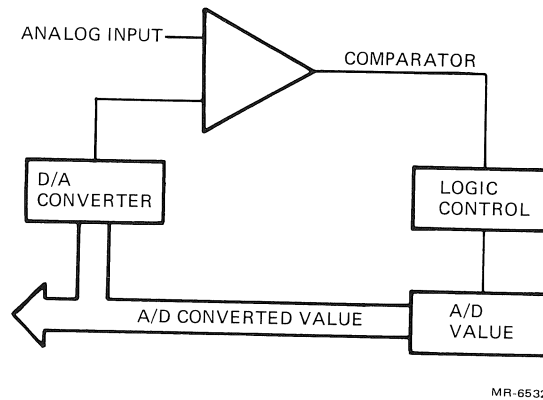 ANALOG INPUT
COMPARATOR
D/A
CONVERTER
LOGIC
CONTROL
A/D CONVERTED VALUE
A/D
VALUE
MR-6532